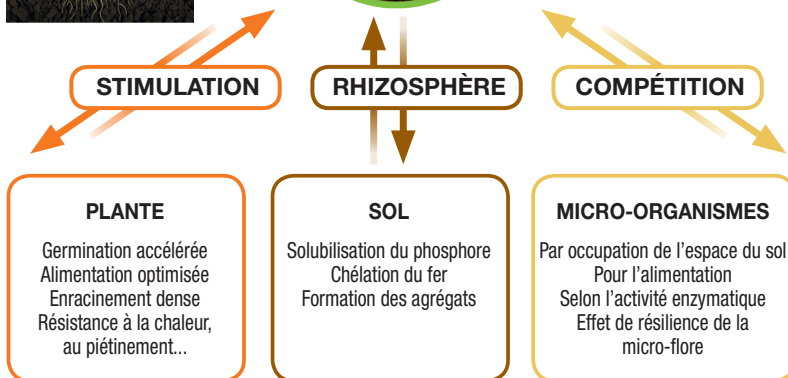 STIMULATION
RHIZOSPHÈRE
COMPÉTITION
PLANTE
Germination accélérée
Alimentation optimisée
Enracinement dense
Résistance à la chaleur,
au piétinement...
SOL
Solubilisation du phosphore
Chélation du fer
Formation des agrégats
MICRO-ORGANISMES
Par occupation de l’espace du sol
Pour l’alimentation
Selon l’activité enzymatique
Effet de résilience de la
micro-flore